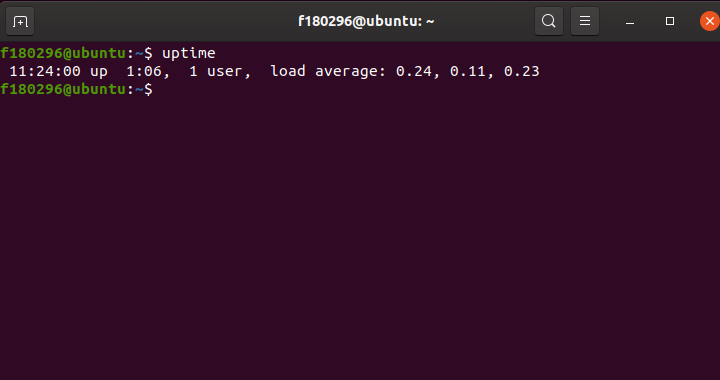 f180296@ubuntu: ~
f180296@ubuntu:~$ uptime
 11:24:00 up  1:06,  1 user,  load average: 0.24, 0.11, 0.23
f180296@ubuntu:~$